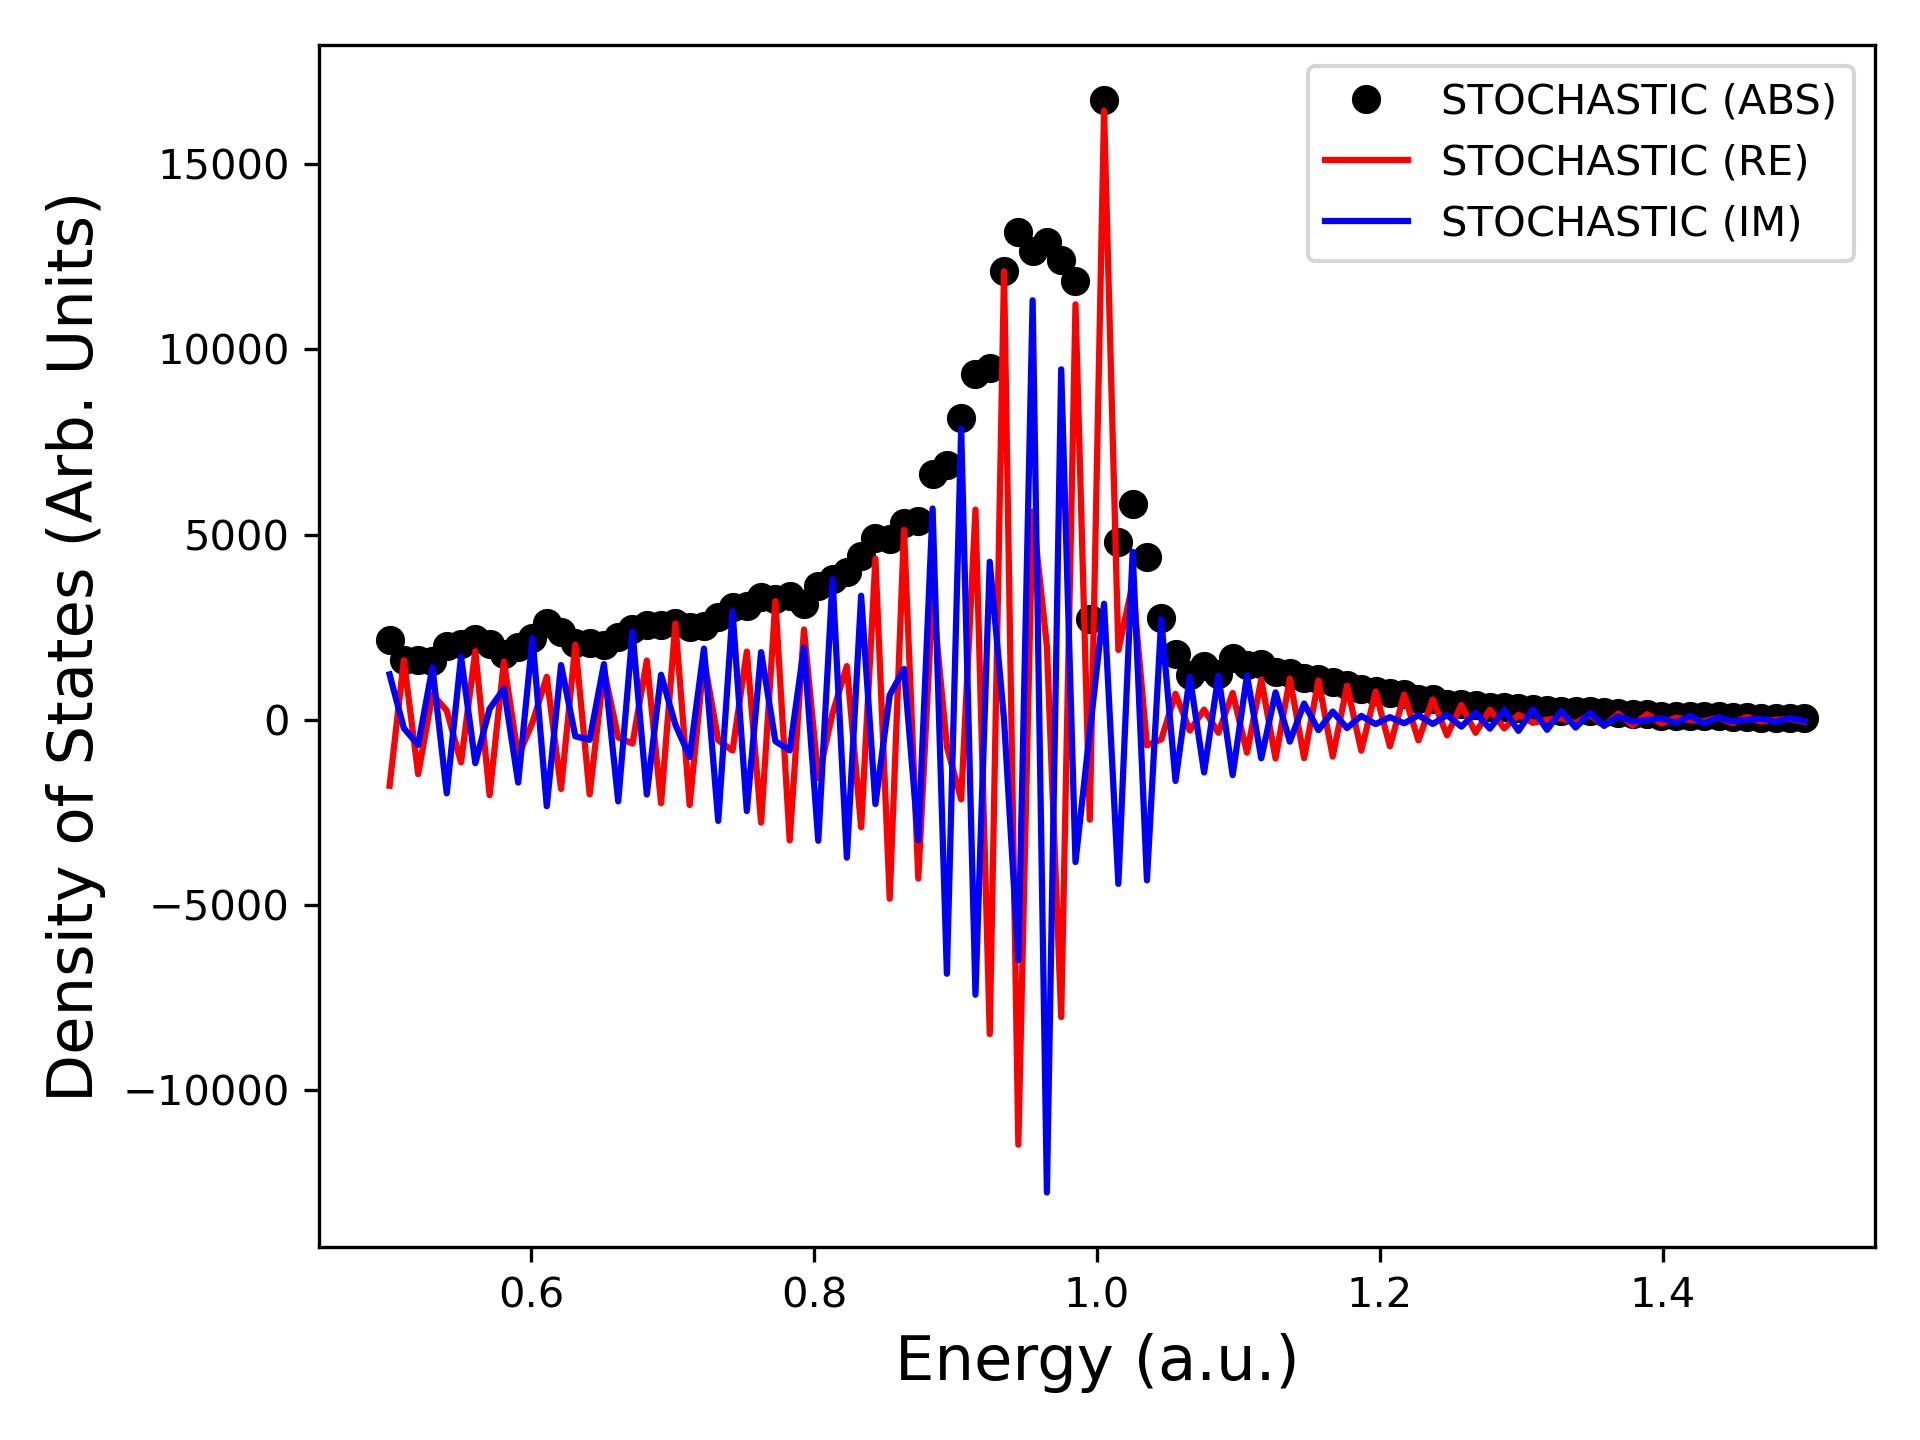 STOCHASTIC (ABS)
STOCHASTIC (RE)
STOCHASTIC (IM)
Density of States (Arb. Units)
15000
10000
5000
0
−5000
−10000
0.6 0.8 1.0 1.2 1.4
Energy (a.u.)